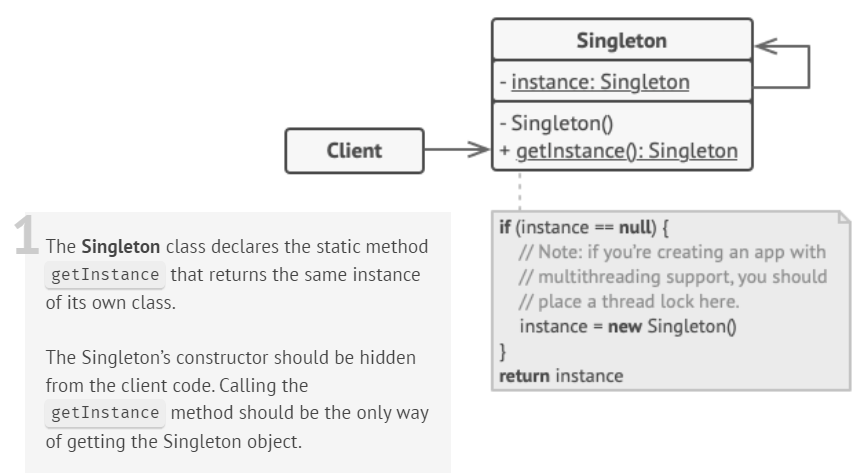 Singleton
- instance: Singleton
- Singleton()
+ getInstance(): Singleton
Client
1
The Singleton class declares the static method
getInstance that returns the same instance
of its own class.
The Singleton’s constructor should be hidden
from the client code. Calling the
getInstance method should be the only way
of getting the Singleton object.
if (instance == null) {
// Note: if you’re creating an app with
// multithreading support, you should
// place a thread lock here.
instance = new Singleton()
}
return instance